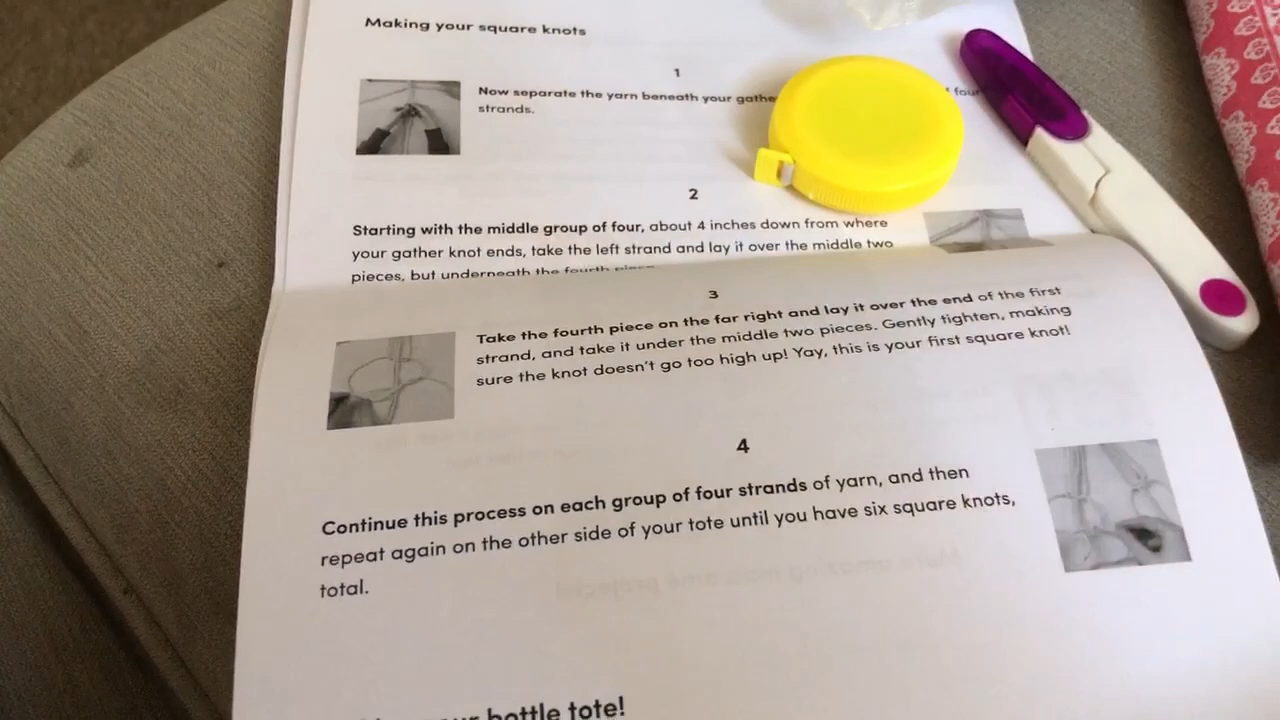 Making your square knots
1
Now separate the yarn beneath your four
strands.
2
Starting with the middle group of four, about 4 inches down from where
your gather knot ends, take the left strand and lay it over the middle two
pieces, but underneath the fourth piece
3
Take the fourth piece on the far right and lay it over the end of the first
strand, and take it under the middle two pieces. Gently tighten, making
sure the knot doesn't go too high up! Yay, this is your first square knot!
4
Continue this process on each group of four strands of yarn, and then
repeat again on the other side of your tote until you have six square knots,
total.
bottle tote!